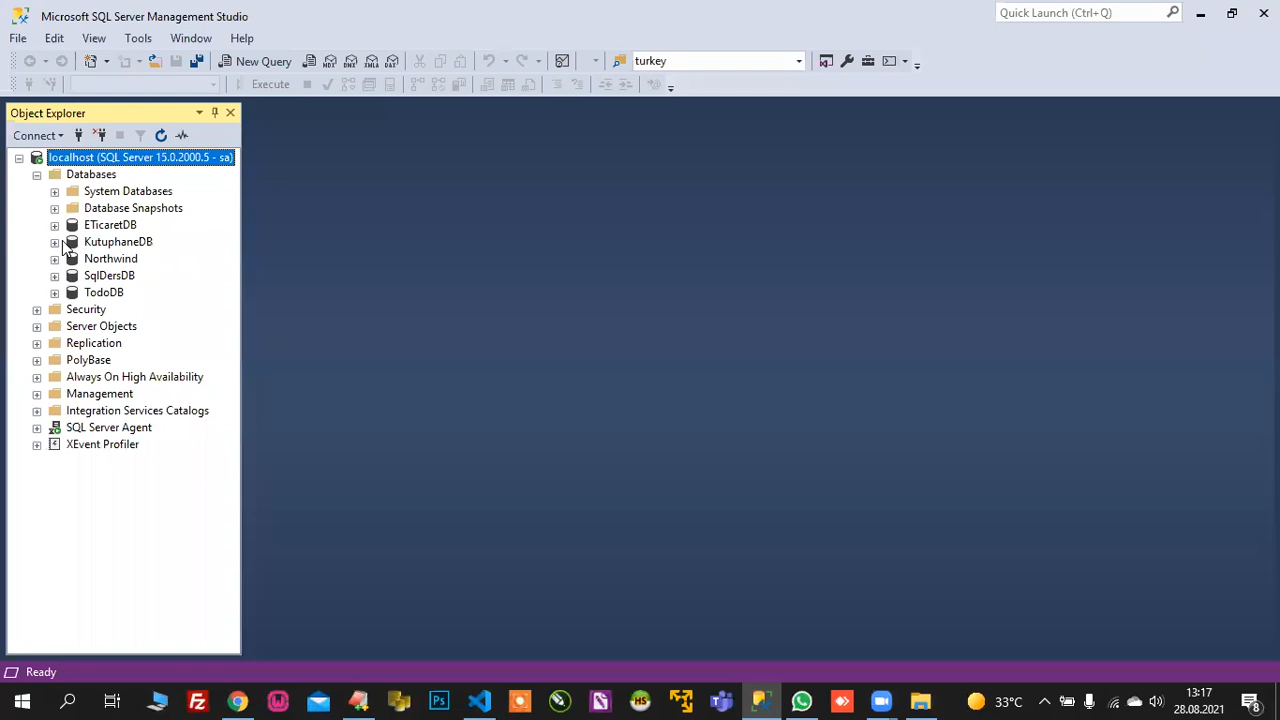 Microsoft SQL Server Management Studio
Quick Launch (Ctrl+Q)
File Edit View Tools Window Help
New Query
turkey
Execute
Object Explorer
Connect
localhost (SQL Server 15.0.2000.5 - sa)
Databases
System Databases
Database Snapshots
ETicaretDB
KutuphaneDB
Northwind
SqlDersDB
TodoDB
Security
Server Objects
Replication
PolyBase
Always On High Availability
Management
Integration Services Catalogs
SQL Server Agent
XEvent Profiler
Ready
33°C
13:17
28.08.2021